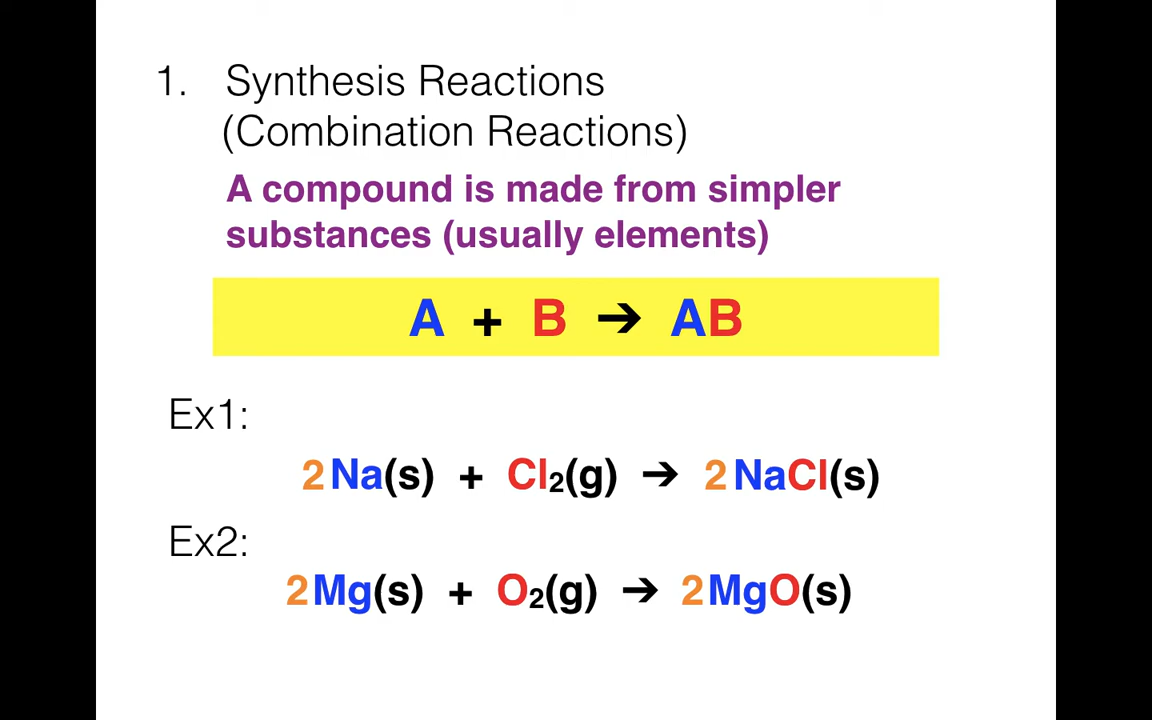 1. Synthesis Reactions
(Combination Reactions)
A compound is made from simpler
substances (usually elements)
A + B ➔ AB
Ex1:
2Na(s) + Cl₂(g) ➔ 2NaCl(s)
Ex2:
2Mg(s) + O₂(g) ➔ 2MgO(s)